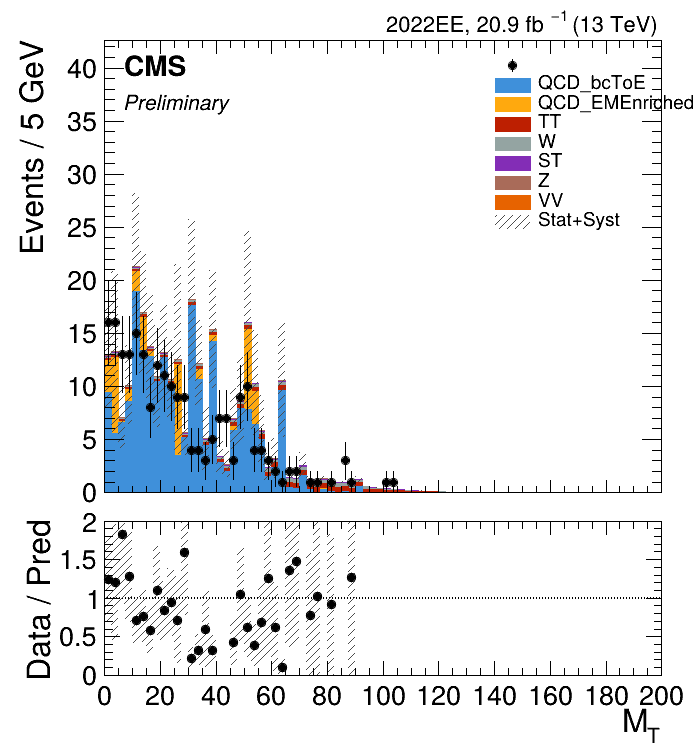 2022EE, 20.9 fb⁻¹ (13 TeV)
Events / 5 GeV
CMS
Preliminary
QCD_bcToE
QCD_EMEnriched
TT
W
ST
Z
VV
Stat+Syst
40
35
30
25
20
15
10
5
0
Data / Pred
2
1.5
1
0.5
0
0 20 40 60 80 100 120 140 160 180 200
M_T